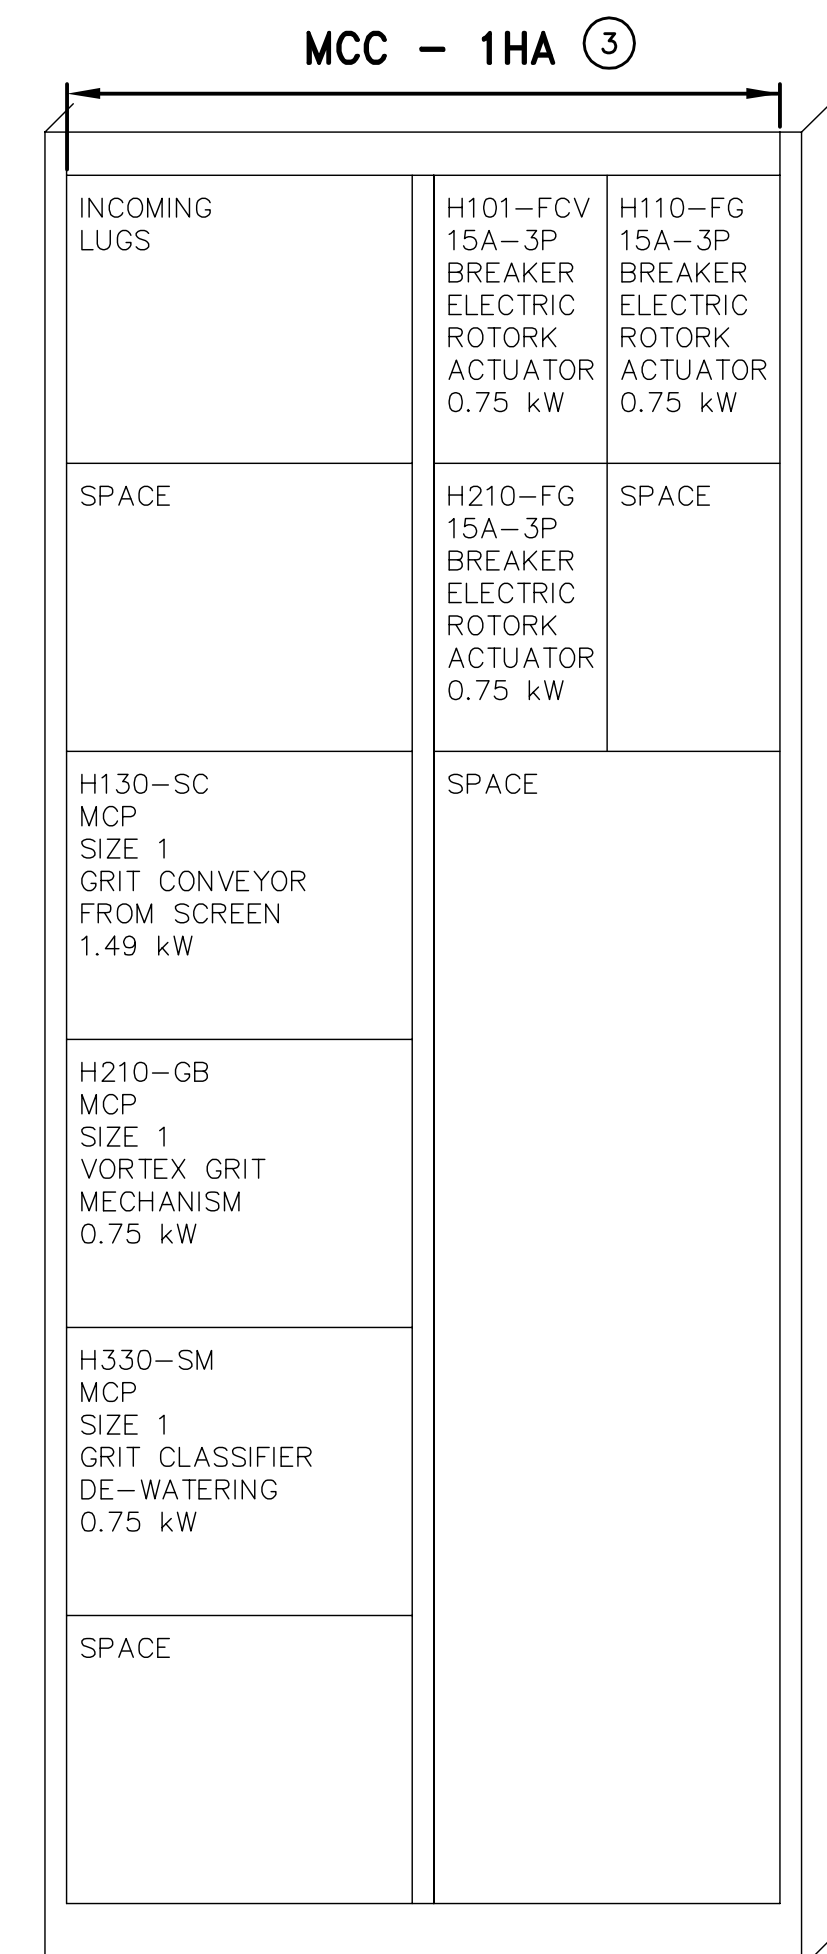 MCC - 1HA 3
INCOMING
LUGS
SPACE
H130-SC
MCP
SIZE 1
GRIT CONVEYOR
FROM SCREEN
1.49 kW
H210-GB
MCP
SIZE 1
VORTEX GRIT
MECHANISM
0.75 kW
H330-SM
MCP
SIZE 1
GRIT CLASSIFIER
DE-WATERING
0.75 kW
SPACE
H101-FCV
15A-3P
BREAKER
ELECTRIC
ROTORK
ACTUATOR
0.75 kW
H110-FG
15A-3P
BREAKER
ELECTRIC
ROTORK
ACTUATOR
0.75 kW
H210-FG
15A-3P
BREAKER
ELECTRIC
ROTORK
ACTUATOR
0.75 kW
SPACE
SPACE